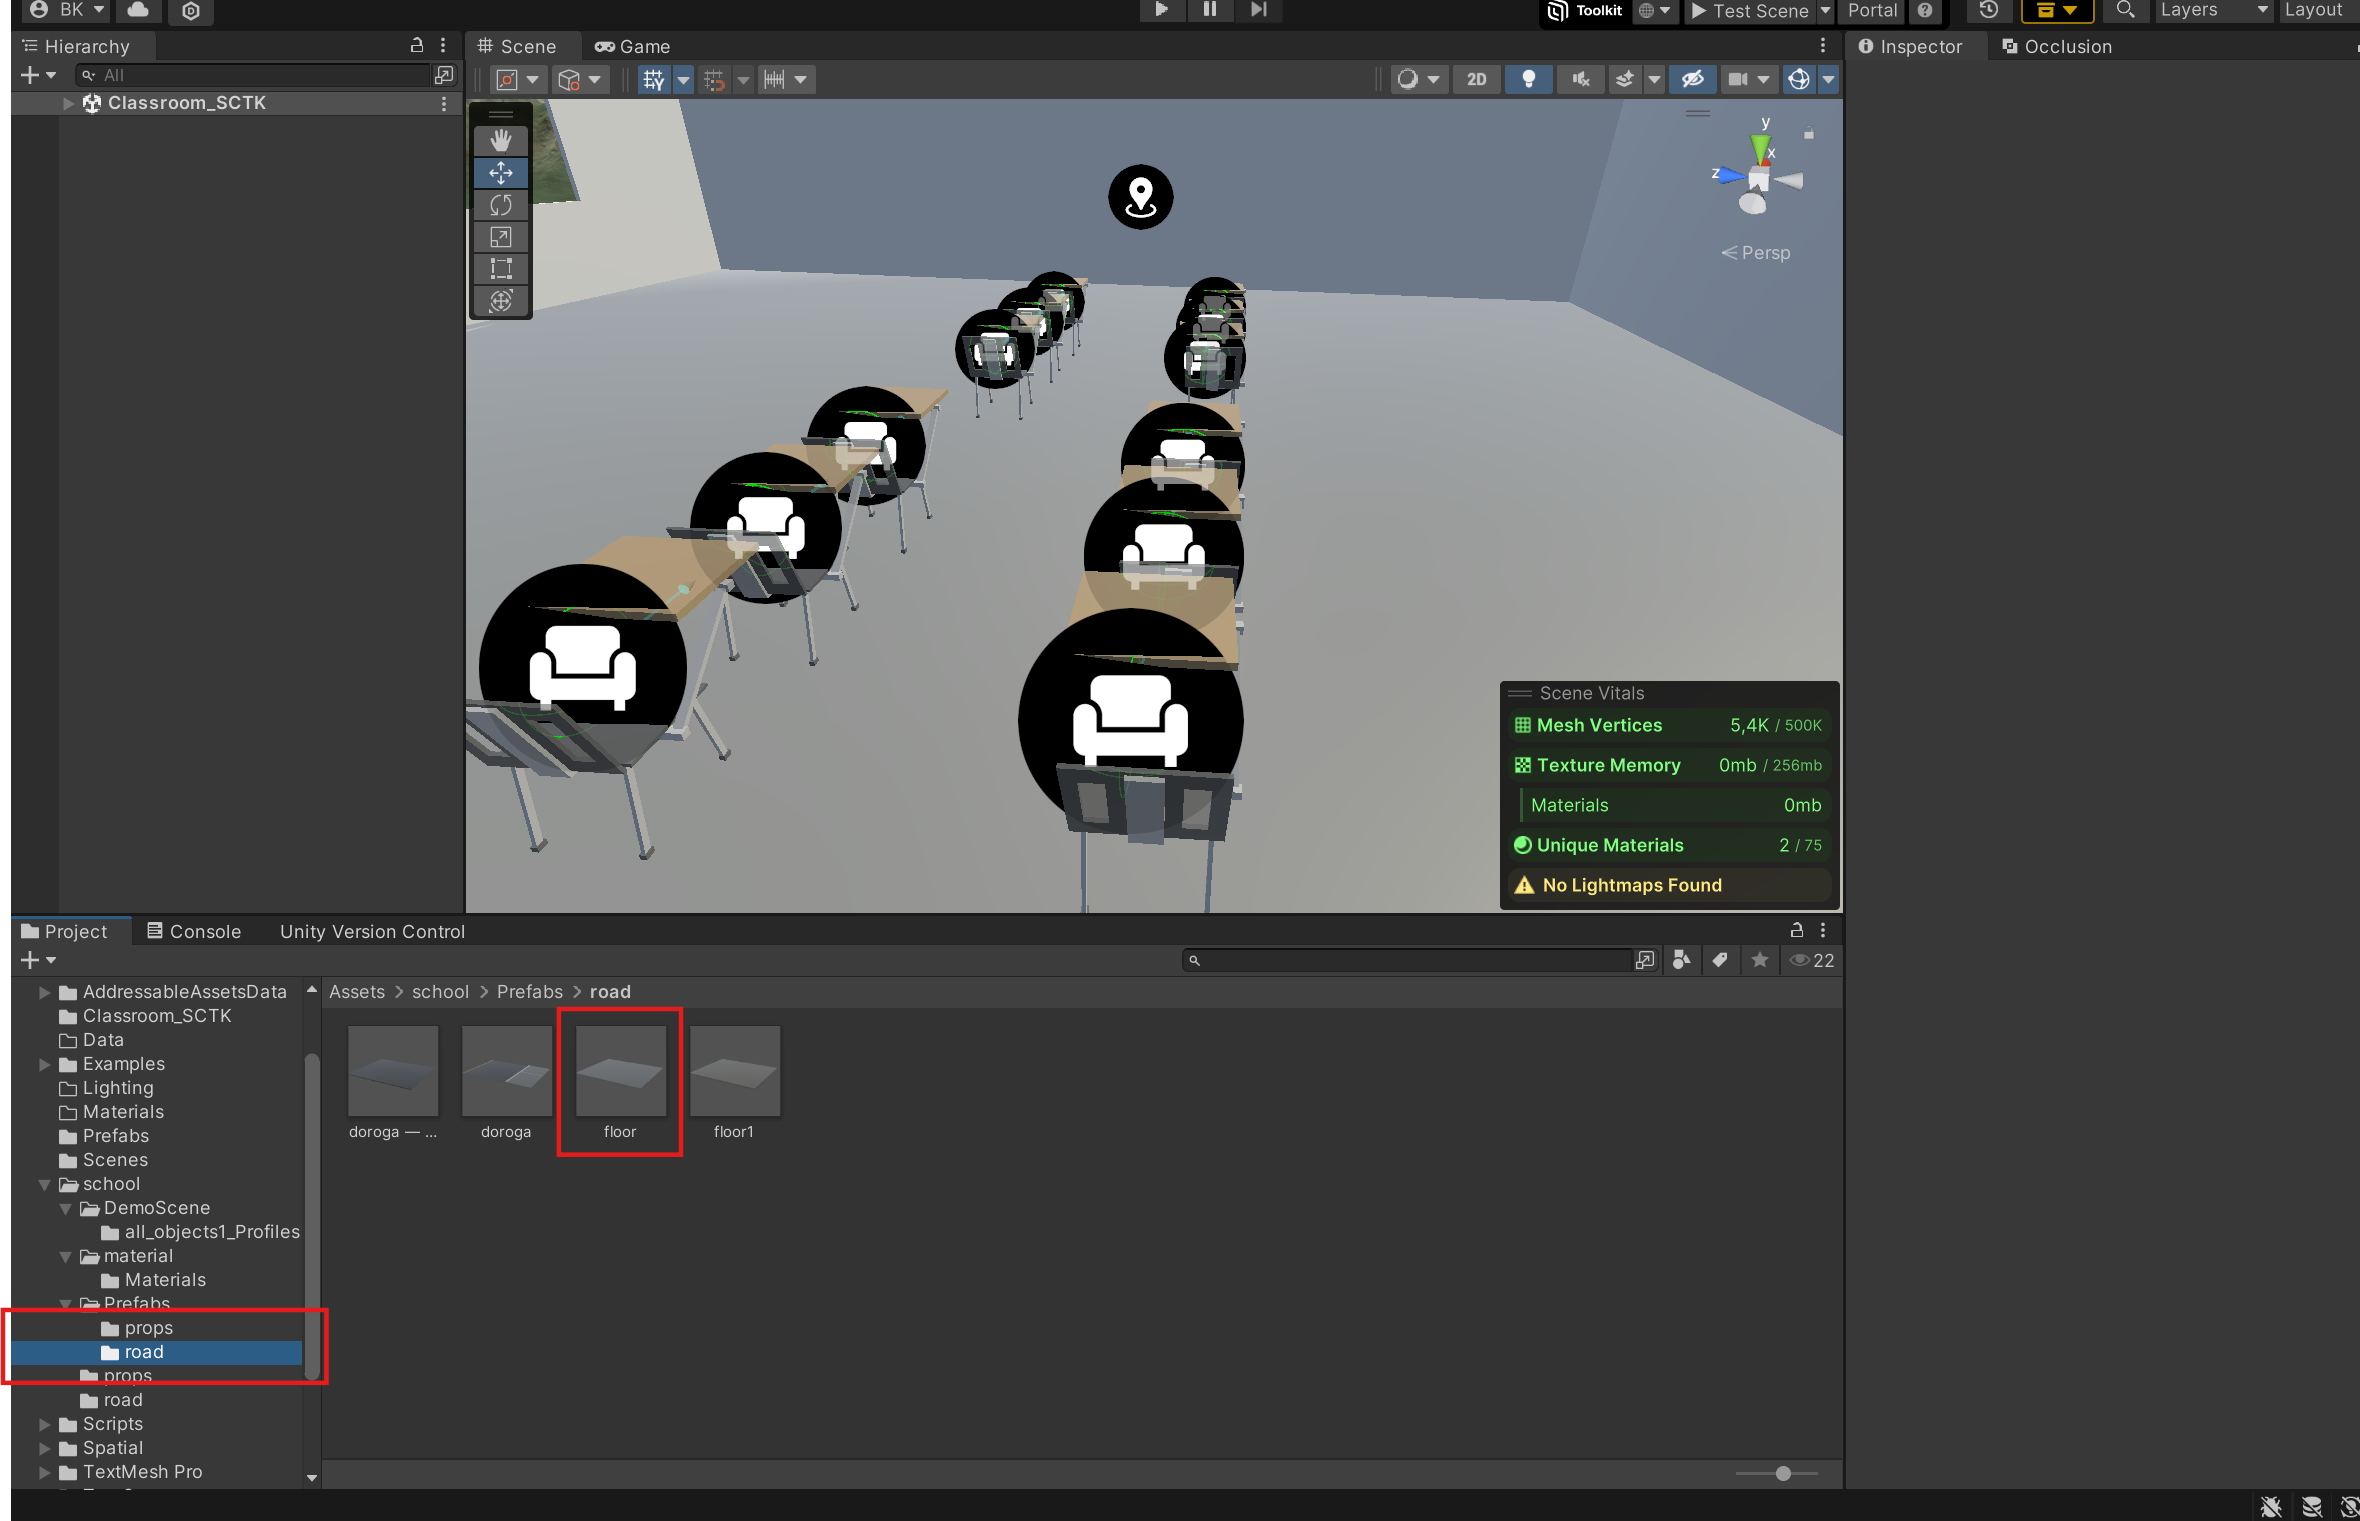 BK
Toolkit
Test Scene
Portal
Layers
Layout
Hierarchy
All
Classroom_SCTK
Scene
Game
2D
y
x
z
Persp
Scene Vitals
Mesh Vertices 5,4K / 500K
Texture Memory 0mb / 256mb
Materials 0mb
Unique Materials 2 / 75
No Lightmaps Found
Inspector
Occlusion
Project
Console
Unity Version Control
22
AddressableAssetsData
Classroom_SCTK
Data
Examples
Lighting
Materials
Prefabs
Scenes
school
DemoScene
all_objects1_Profiles
material
Materials
Prefabs
props
road
props
road
Scripts
Spatial
TextMesh Pro
Assets > school > Prefabs > road
doroga — ...
doroga
floor
floor1